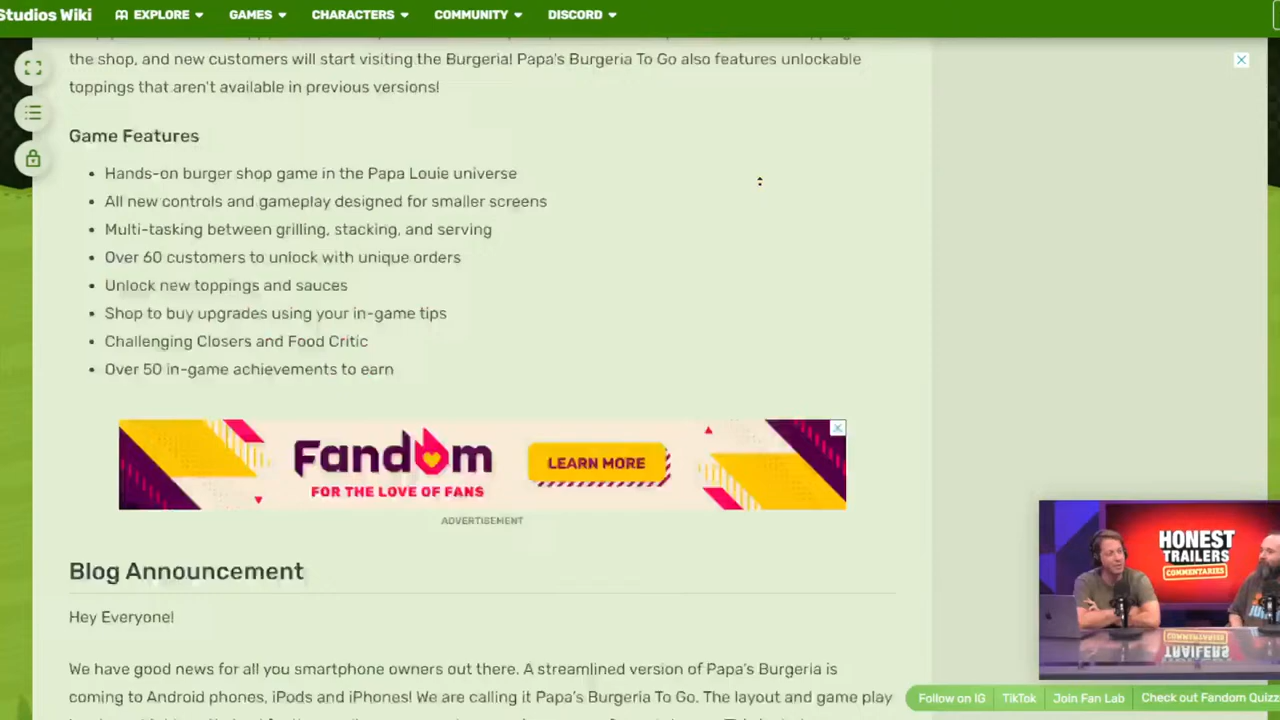 Studios Wiki EXPLORE GAMES CHARACTERS COMMUNITY DISCORD
the shop, and new customers will start visiting the Burgeria! Papa's Burgeria To Go also features unlockable
toppings that aren't available in previous versions!
Game Features
• Hands-on burger shop game in the Papa Louie universe
• All new controls and gameplay designed for smaller screens
• Multi-tasking between grilling, stacking, and serving
• Over 60 customers to unlock with unique orders
• Unlock new toppings and sauces
• Shop to buy upgrades using your in-game tips
• Challenging Closers and Food Critic
• Over 50 in-game achievements to earn
Fandom
FOR THE LOVE OF FANS
LEARN MORE
ADVERTISEMENT
HONEST
TRAILERS
COMMENTARIES
Blog Announcement
Hey Everyone!
We have good news for all you smartphone owners out there. A streamlined version of Papa's Burgeria is
coming to Android phones, iPods and iPhones! We are calling it Papa's Burgeria To Go. The layout and game play
Follow on IG TikTok Join Fan Lab Check out Fandom Quizz